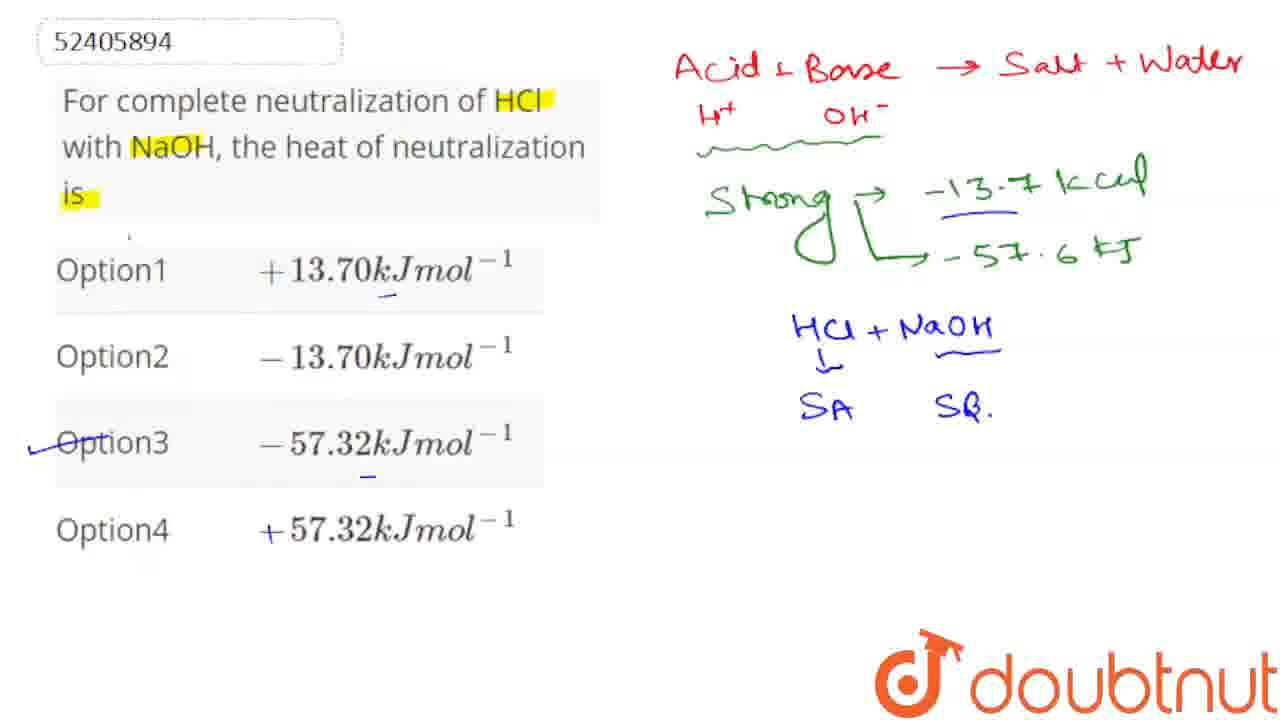 52405894
For complete neutralization of HCl
with NaOH, the heat of neutralization
is
Option1 +13.70kJmol⁻¹
Option2 −13.70kJmol⁻¹
Option3 −57.32kJmol⁻¹
Option4 +57.32kJmol⁻¹
Acid + Base → Salt + Water
H⁺ OH⁻
Strong → -13.7 kcal
→ -57.6 kJ
HCl + NaOH
↓
SA SB.
doubtnut